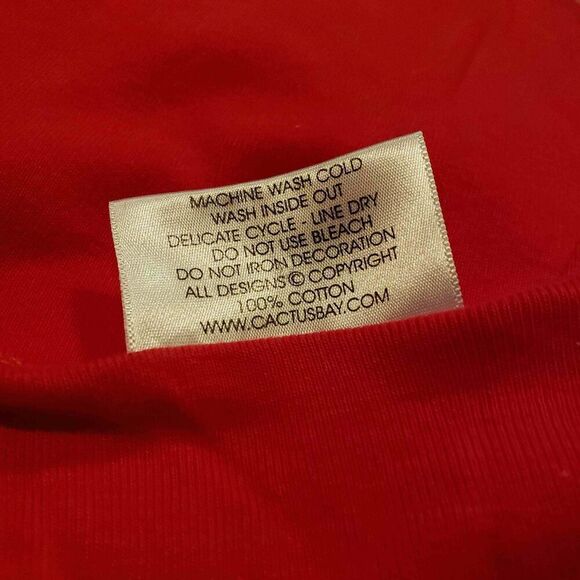 MACHINE WASH COLD
WASH INSIDE OUT
DELICATE CYCLE - LINE DRY
DO NOT USE BLEACH
DO NOT IRON DECORATION
ALL DESIGNS © COPYRIGHT
100% COTTON
WWW.CACTUSBAY.COM